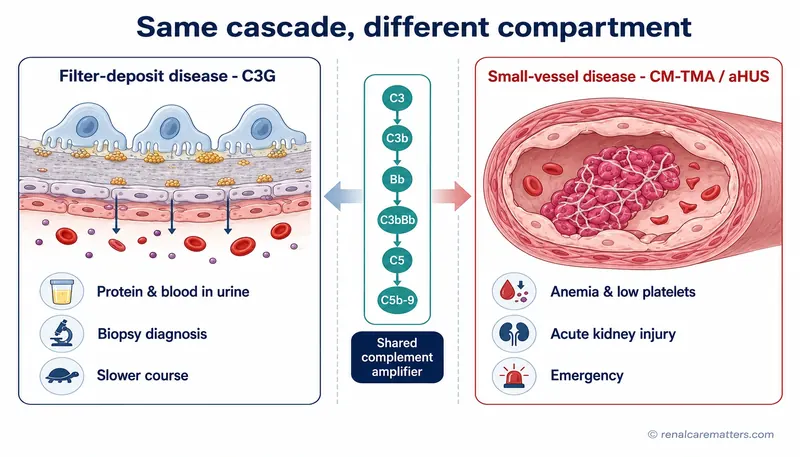 Same cascade, different compartment
Filter-deposit disease - C3G
Protein & blood in urine
Biopsy diagnosis
Slower course
C3
C3b
Bb
C3bBb
C5
C5b-9
Shared
complement
amplifier
Small-vessel disease - CM-TMA / aHUS
Anemia & low platelets
Acute kidney injury
Emergency
© renalcarematters.com